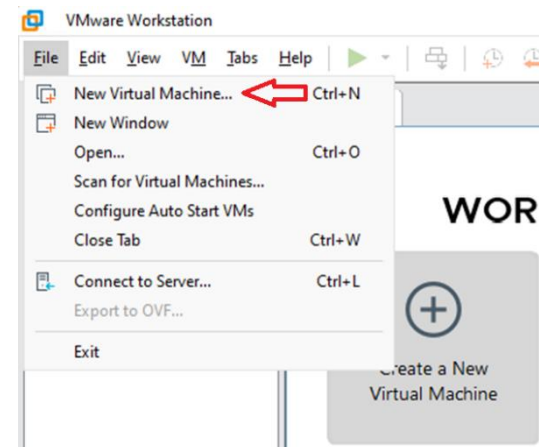 VMware Workstation
File Edit View VM Tabs Help
New Virtual Machine... Ctrl+N
New Window
Open... Ctrl+O
Scan for Virtual Machines...
Configure Auto Start VMs
Close Tab Ctrl+W
Connect to Server... Ctrl+L
Export to OVF...
Exit
WOR
Create a New
Virtual Machine